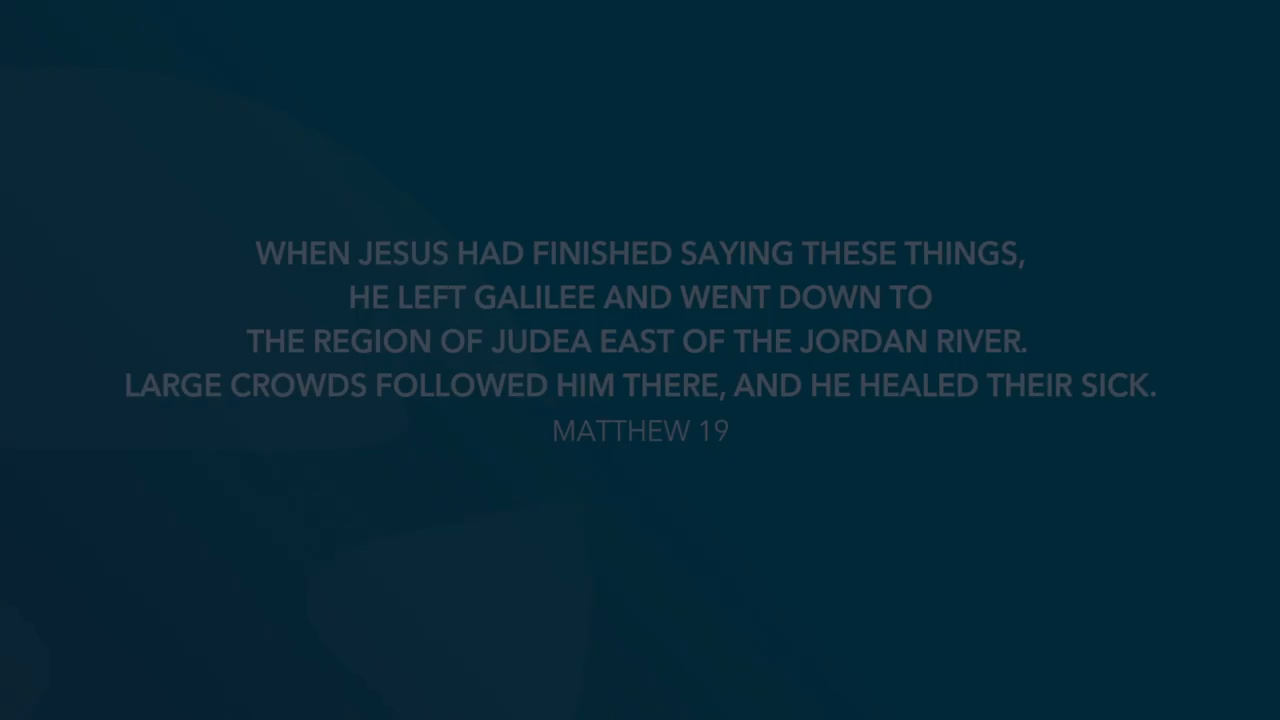 WHEN JESUS HAD FINISHED SAYING THESE THINGS,
HE LEFT GALILEE AND WENT DOWN TO
THE REGION OF JUDEA EAST OF THE JORDAN RIVER.
LARGE CROWDS FOLLOWED HIM THERE, AND HE HEALED THEIR SICK.
MATTHEW 19